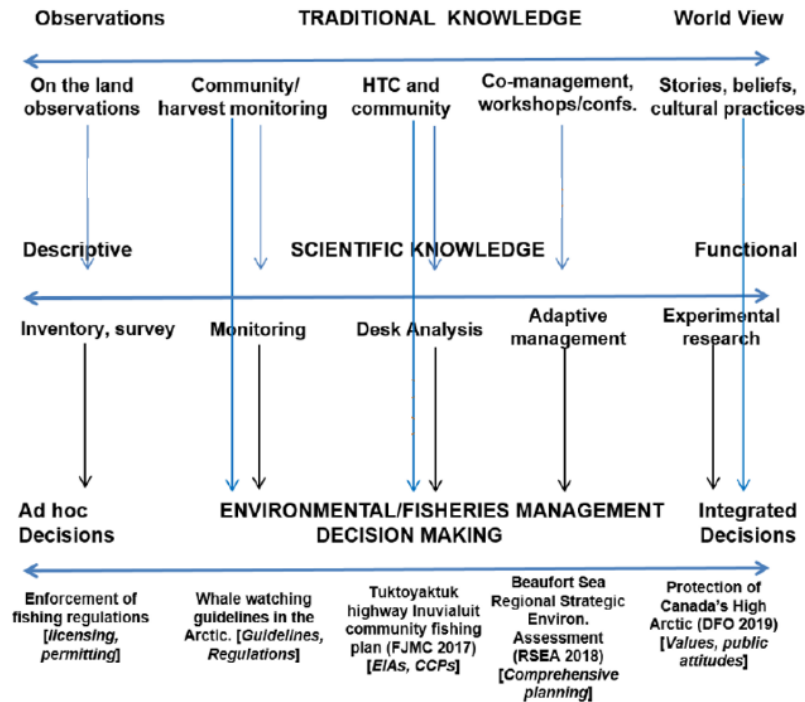 Observations TRADITIONAL KNOWLEDGE World View
On the land
observations
Community/
harvest monitoring
HTC and
community
Co-management,
workshops/confs.
Stories, beliefs,
cultural practices
Descriptive SCIENTIFIC KNOWLEDGE Functional
Inventory, survey
Monitoring
Desk Analysis
Adaptive
management
Experimental
research
Ad hoc
Decisions
ENVIRONMENTAL/FISHERIES MANAGEMENT
DECISION MAKING
Integrated
Decisions
Enforcement of
fishing regulations
[licensing,
permitting]
Whale watching
guidelines in the
Arctic. [Guidelines,
Regulations]
Tuktoyaktuk
highway Inuvialuit
community fishing
plan (FJMC 2017)
[EIAs, CCPs]
Beaufort Sea
Regional Strategic
Environ.
Assessment
(RSEA 2018)
[Comprehensive
planning]
Protection of
Canada's High
Arctic (DFO 2019)
[Values, public
attitudes]